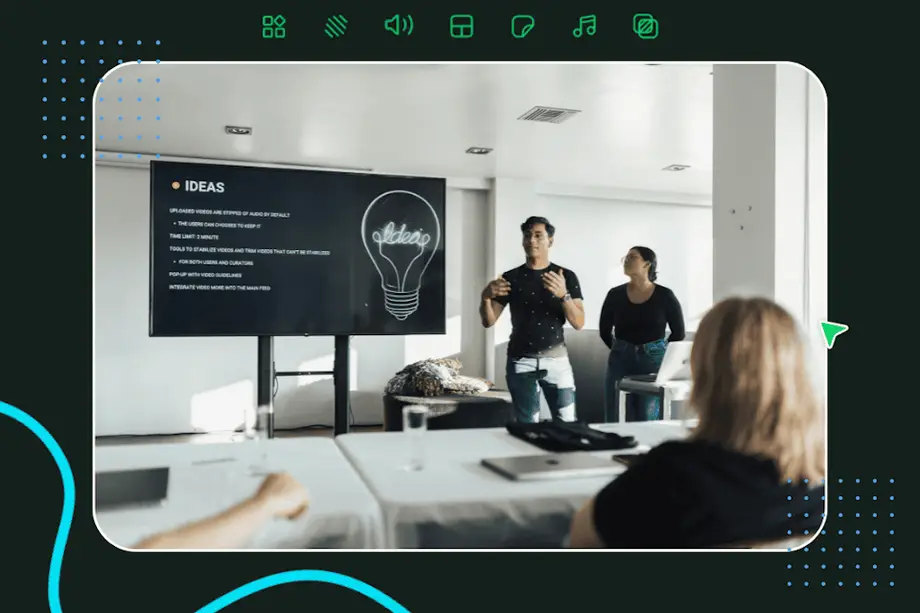 IDEAS
UPLOADED VIDEOS ARE STIPPED OF AUDIO BY DEFAULT
THE USERS CAN CHOOSED TO KEEP IT
TIME LIMIT 2 MINUTE
TOOLS TO STABILIZE VIDEOS AND TRIM VIDEOS THAT CAN'T BE STABILIZED
FOR BOTH USERS AND CURATORS
POP-UP WITH VIDEO GUIDELINES
INTEGRATE VIDEO MORE INTO THE MAIN FEED
Ideas